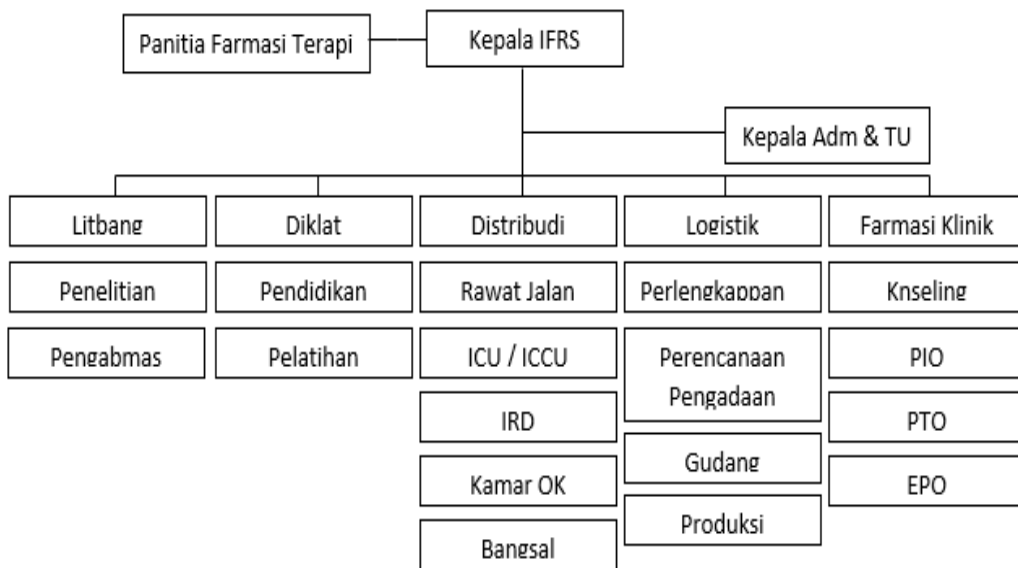 Panitia Farmasi Terapi
Kepala IFRS
Kepala Adm & TU
Litbang
Diklat
Distribudi
Logistik
Farmasi Klinik
Penelitian
Pendidikan
Rawat Jalan
Perlengkappan
Knseling
Pengabmas
Pelatihan
ICU / ICCU
Perencanaan
Pengadaan
PIO
IRD
PTO
Gudang
Kamar OK
EPO
Produksi
Bangsal